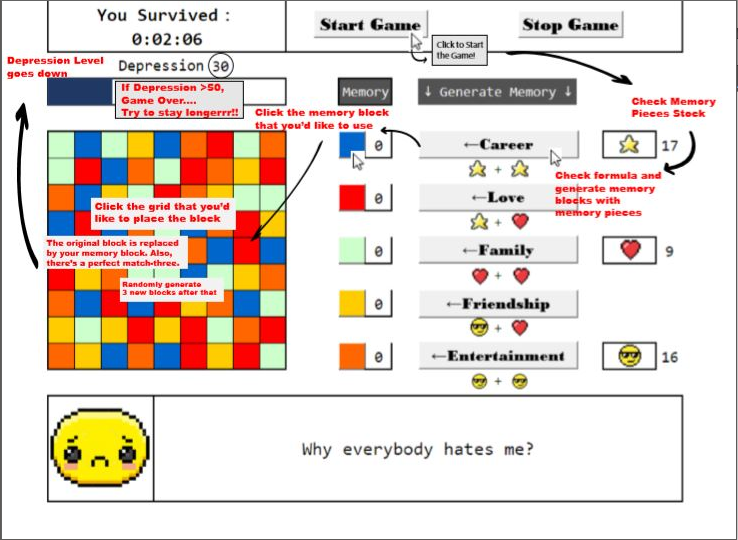 You Survived :
0:02:06
Start Game
Stop Game
Click to Start
the Game!
Depression Level
goes down
Depression 30
If Depression >50,
Game Over....
Try to stay longerrr!!
Memory
↓ Generate Memory ↓
Check Memory
Pieces Stock
Click the memory block
that you'd like to use
0
←Career
17
+
Check formula and
generate memory
blocks with
memory pieces
0
←Love
+
Click the grid that you'd
like to place the block
The original block is replaced
by your memory block. Also,
there's a perfect match-three.
Randomly generate
3 new blocks after that
0
←Family
9
+
0
←Friendship
+
0
←Entertainment
16
+
Why everybody hates me?